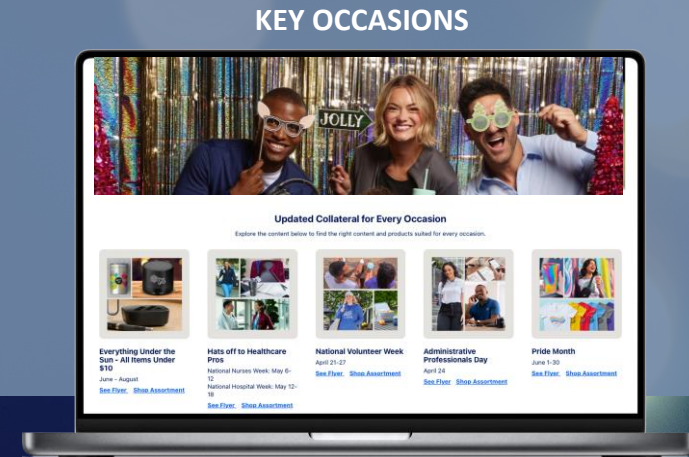 KEY OCCASIONS
JOLLY
Updated Collateral for Every Occasion
Explore the content below to find the right content and products suited for every occasion.
Everything Under the
Sun - All Items Under
$10
June - August
See Flyer Shop Assortment
Hats off to Healthcare
Pros
National Nurses Week: May 6-
12
National Hospital Week: May 12-
18
See Flyer Shop Assortment
National Volunteer Week
April 21-27
See Flyer Shop Assortment
Administrative
Professionals Day
April 24
See Flyer Shop Assortment
Pride Month
June 1-30
See Flyer Shop Assortment